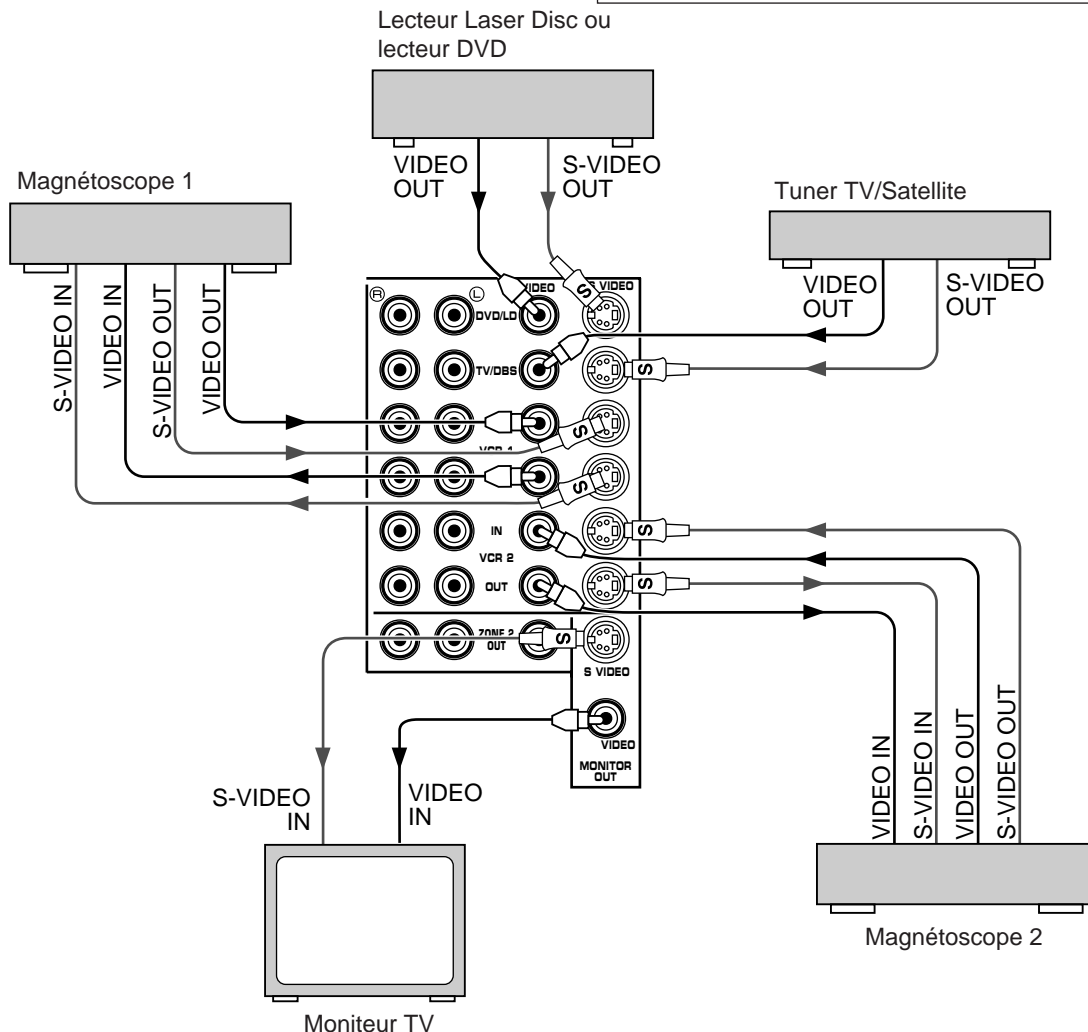 Lecteur Laser Disc ou
lecteur DVD
VIDEO
OUT
S-VIDEO
OUT
Magnétoscope 1
Tuner TV/Satellite
S-VIDEO IN
VIDEO IN
S-VIDEO OUT
VIDEO OUT
VIDEO
OUT
S-VIDEO
OUT
R
L
VIDEO
S VIDEO
DVD/LD
S
TV/DBS
S
S
VCR 1
S
IN
S
VCR 2
OUT
S
ZONE 2
OUT
S
S VIDEO
VIDEO
MONITOR
OUT
S-VIDEO
IN
VIDEO
IN
VIDEO IN
S-VIDEO IN
VIDEO OUT
S-VIDEO OUT
Magnétoscope 2
Moniteur TV